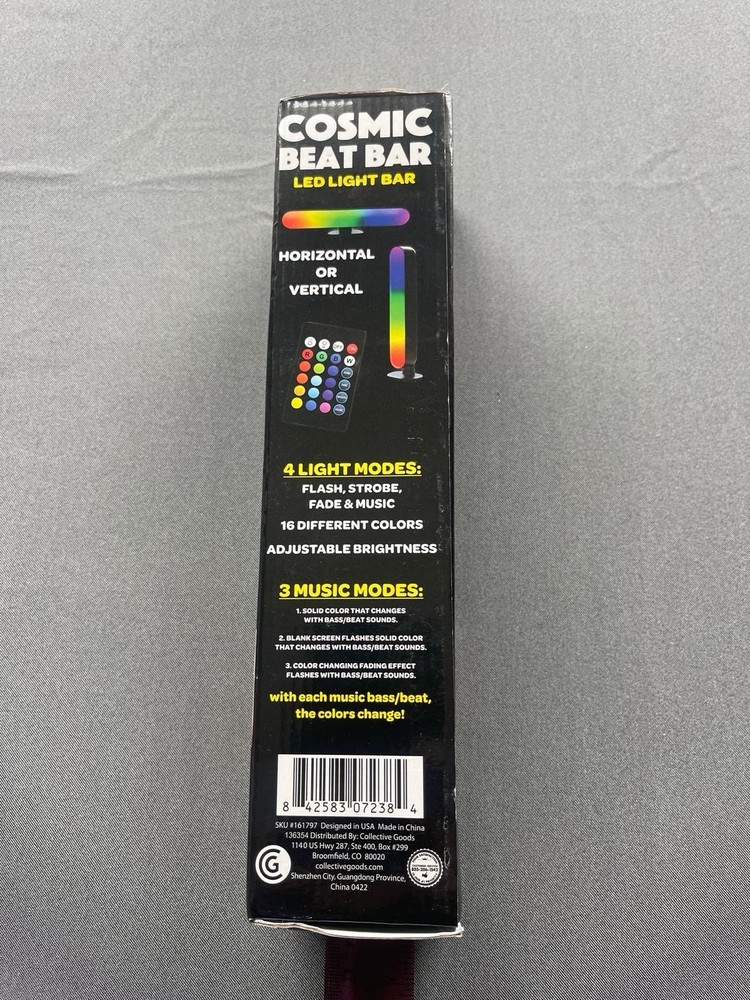 COSMIC
BEAT BAR
LED LIGHT BAR
HORIZONTAL
OR
VERTICAL
OFF ON
R G B W
4 LIGHT MODES:
FLASH, STROBE,
FADE & MUSIC
16 DIFFERENT COLORS
ADJUSTABLE BRIGHTNESS
3 MUSIC MODES:
1. SOLID COLOR THAT CHANGES
WITH BASS/BEAT SOUNDS.
2. BLANK SCREEN FLASHES SOLID COLOR
THAT CHANGES WITH BASS/BEAT SOUNDS.
3. COLOR CHANGING FADING EFFECT
FLASHES WITH BASS/BEAT SOUNDS.
with each music bass/beat,
the colors change!
8 42583 07238 4
SKU #161797 Designed in USA Made in China
136354 Distributed By: Collective Goods
1140 US Hwy 287, Ste 400, Box #299
Broomfield, CO 80020
collectivegoods.com
Shenzhen City, Guangdong Province,
China 0422